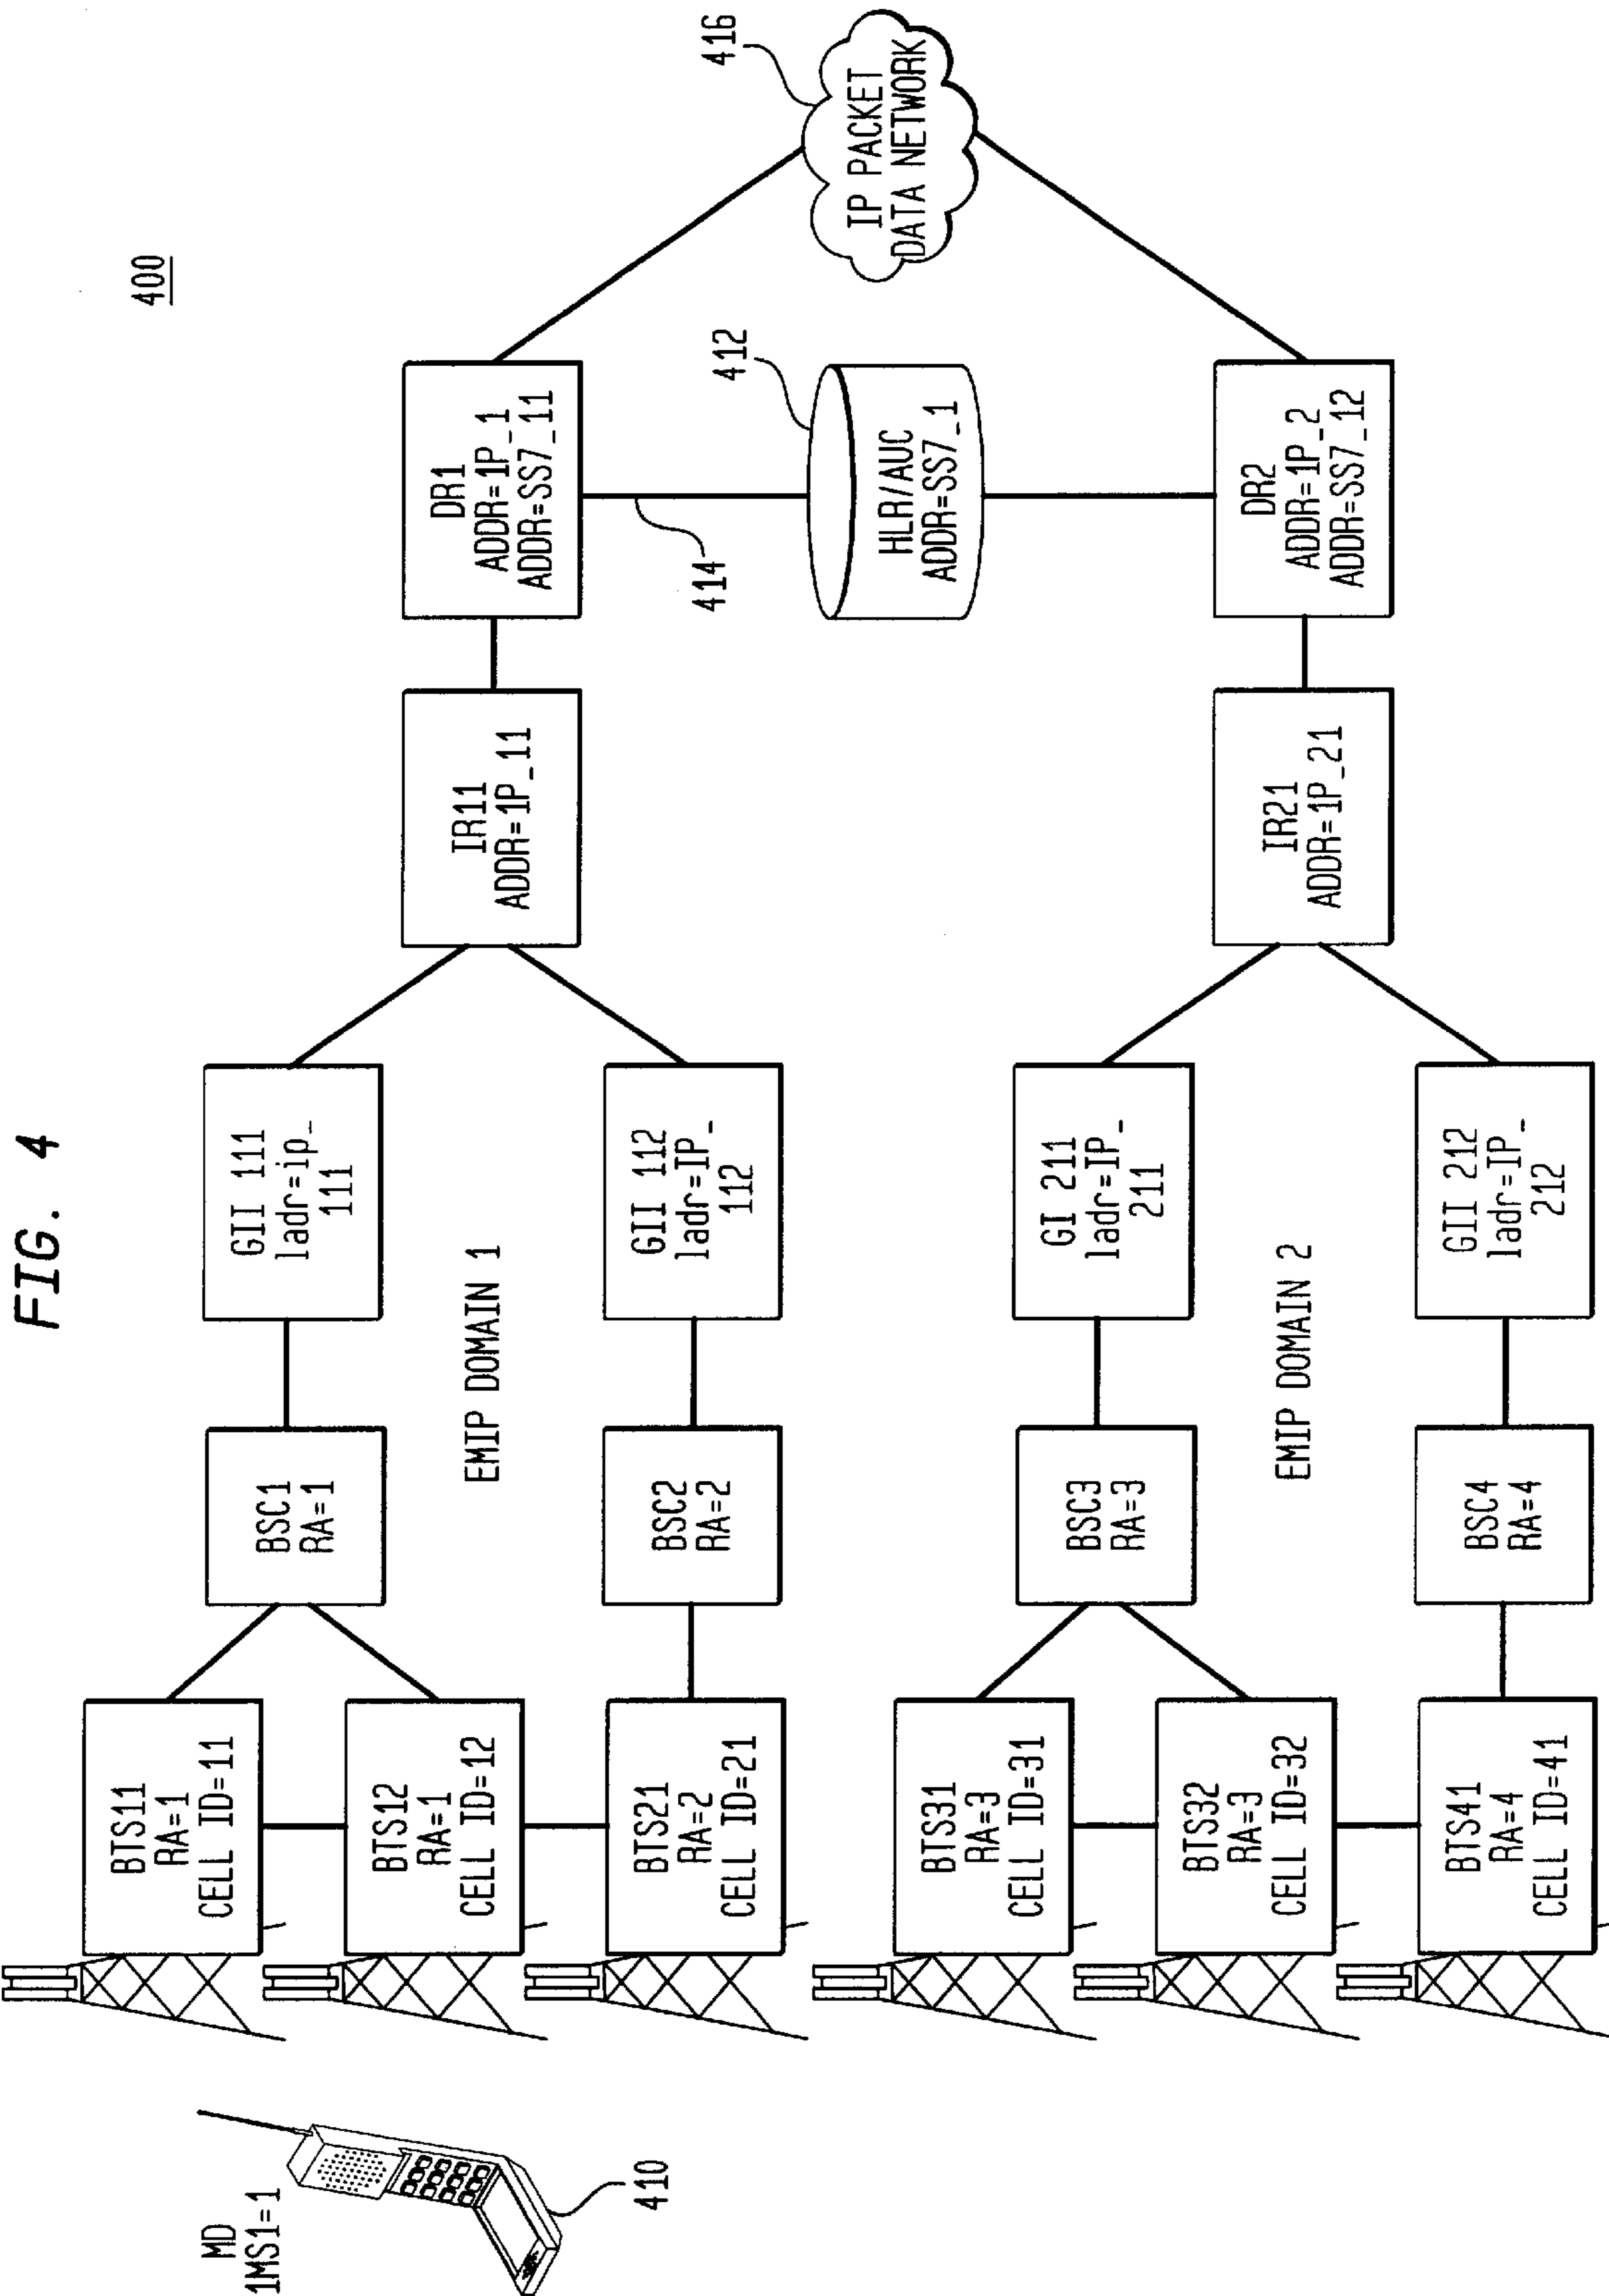 FIG. 4
400
MD
1MS1=1
410
BTS11
RA=1
CELL ID=11
BTS12
RA=1
CELL ID=12
BTS21
RA=2
CELL ID=21
BSC1
RA=1
BSC2
RA=2
EMIP DOMAIN 1
GII 111
ladr=ip_
111
GII 112
ladr=IP_
112
IR11
ADDR=1P_11
DR1
ADDR=1P_1
ADDR=SS7_11
414
412
HLR/AUC
ADDR=SS7_1
416
IP PACKET
DATA NETWORK
BTS31
RA=3
CELL ID=31
BTS32
RA=3
CELL ID=32
BTS41
RA=4
CELL ID=41
BSC3
RA=3
BSC4
RA=4
EMIP DOMAIN 2
GI 211
ladr=IP_
211
GII 212
ladr=IP_
212
IR21
ADDR=1P_21
DR2
ADDR=1P_2
ADDR=SS7_12